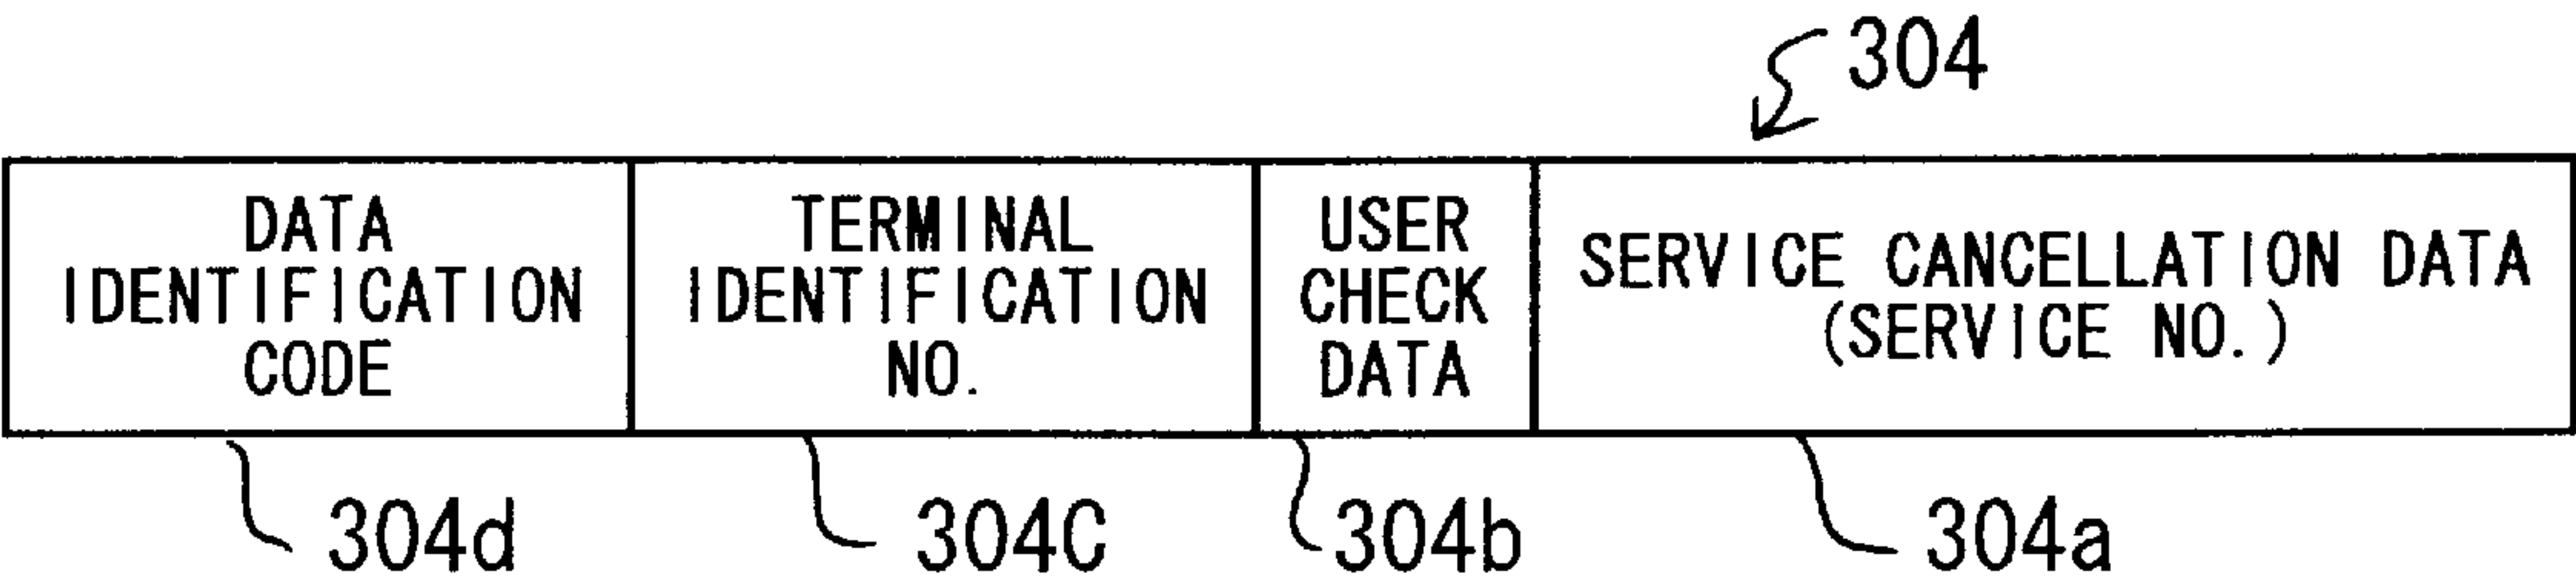 304
DATA
IDENTIFICATION
CODE
TERMINAL
IDENTIFICATION
NO.
USER
CHECK
DATA
SERVICE CANCELLATION DATA
(SERVICE NO.)
304d
304C
304b
304a